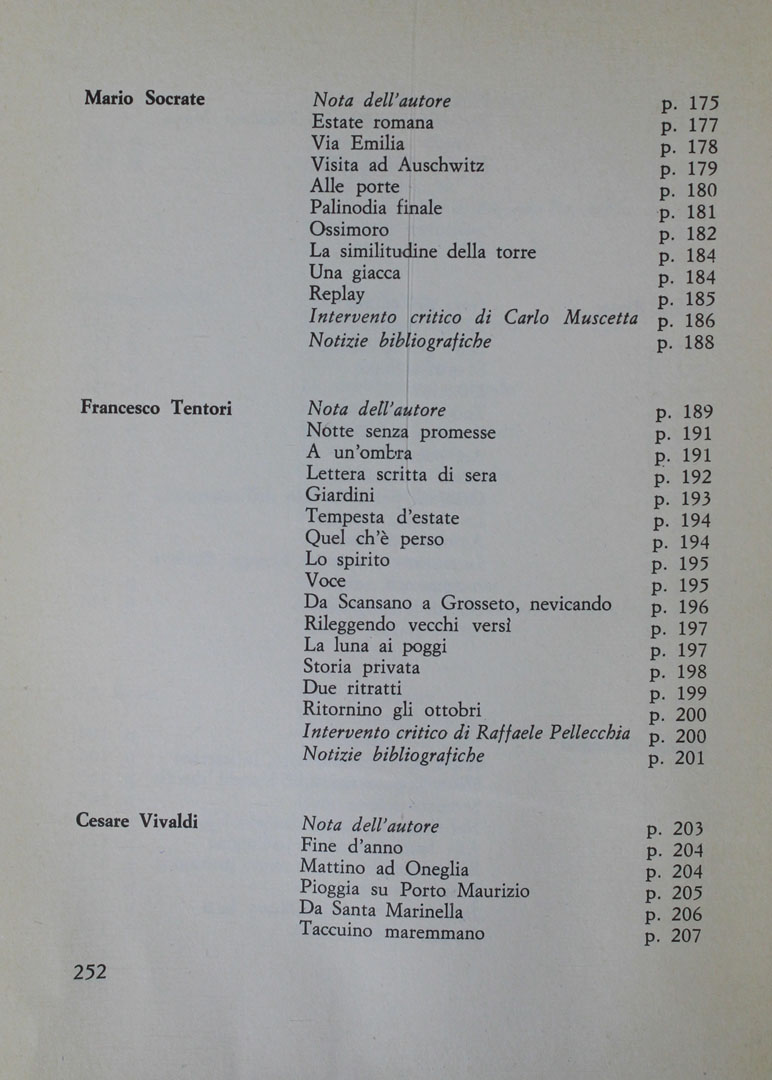 Mario Socrate Nota dell'autore p. 175
Estate romana p. 177
Via Emilia p. 178
Visita ad Auschwitz p. 179
Alle porte p. 180
Palinodia finale p. 181
Ossimoro p. 182
La similitudine della torre p. 184
Una giacca p. 184
Replay p. 185
Intervento critico di Carlo Muscetta p. 186
Notizie bibliografiche p. 188
Francesco Tentori Nota dell'autore p. 189
Notte senza promesse p. 191
A un'ombra p. 191
Lettera scritta di sera p. 192
Giardini p. 193
Tempesta d'estate p. 194
Quel ch'è perso p. 194
Lo spirito p. 195
Voce p. 195
Da Scansano a Grosseto, nevicando p. 196
Rileggendo vecchi versi p. 197
La luna ai poggi p. 197
Storia privata p. 198
Due ritratti p. 199
Ritornino gli ottobri p. 200
Intervento critico di Raffaele Pellecchia p. 200
Notizie bibliografiche p. 201
Cesare Vivaldi Nota dell'autore p. 203
Fine d'anno p. 204
Mattino ad Oneglia p. 204
Pioggia su Porto Maurizio p. 205
Da Santa Marinella p. 206
Taccuino maremmano p. 207
252